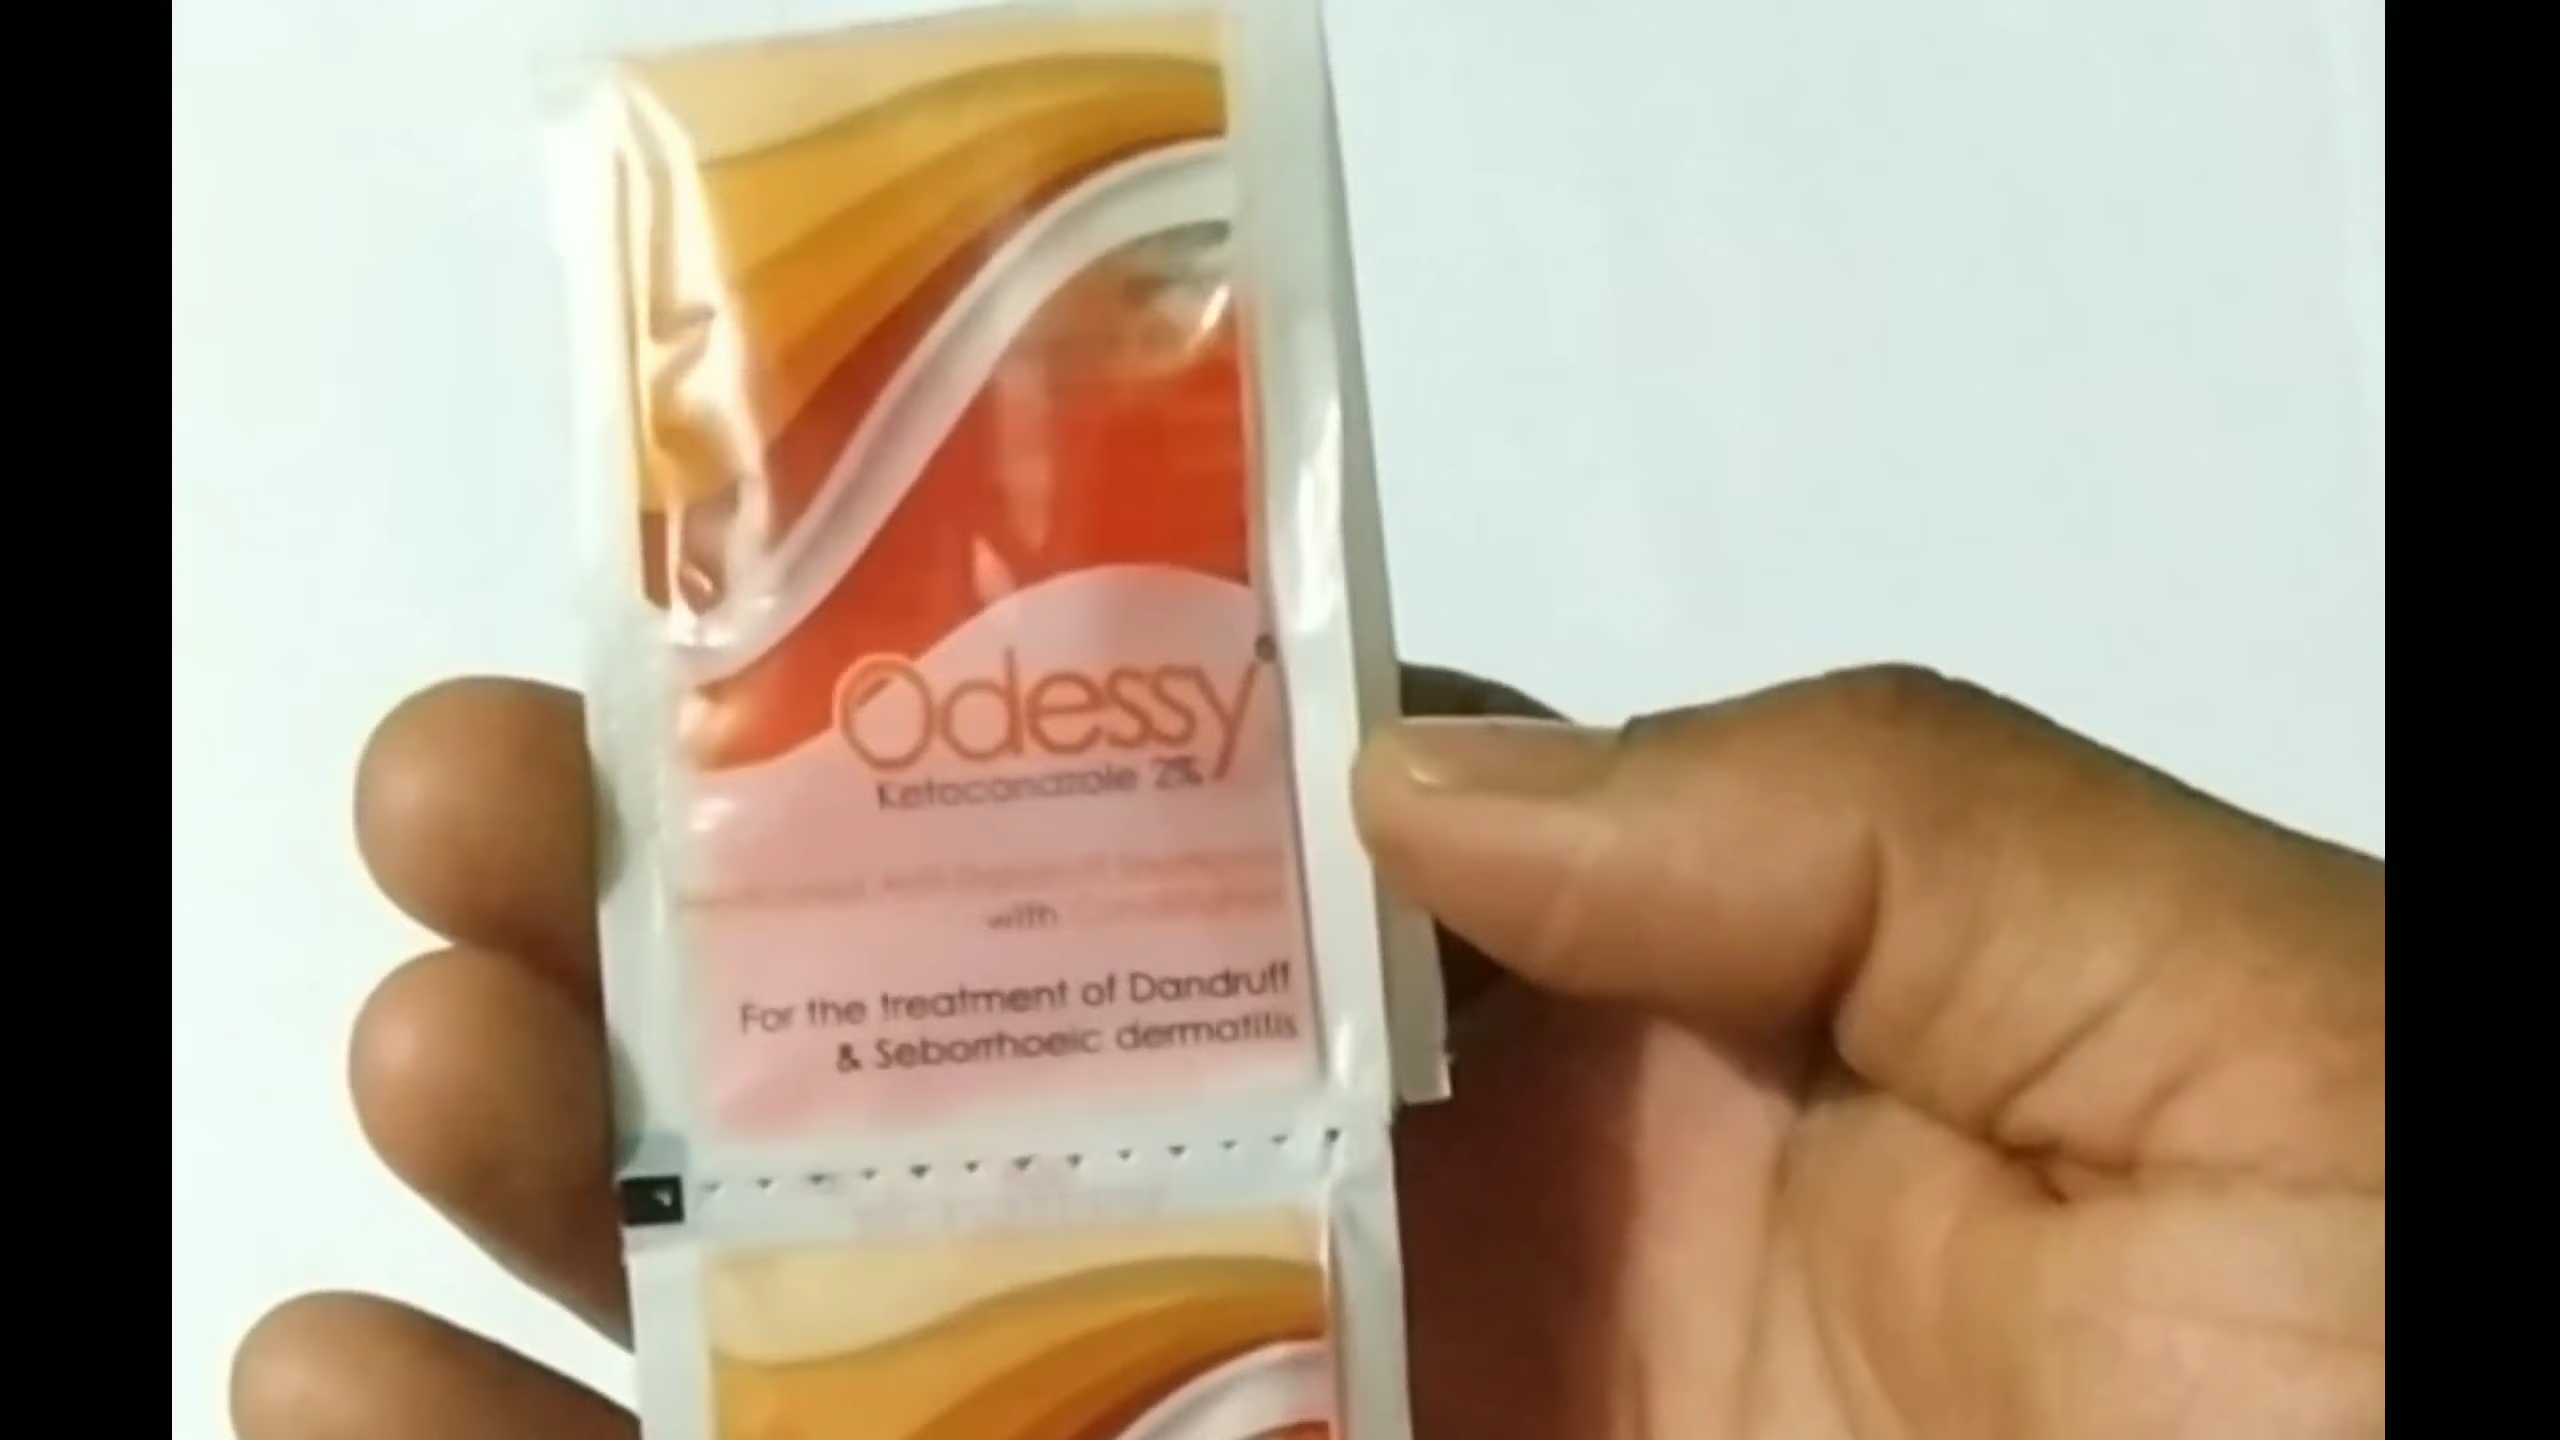 Odessy
Ketoconazole 2%
with
For the treatment of Dandruff
& Seborrhoeic dermatitis